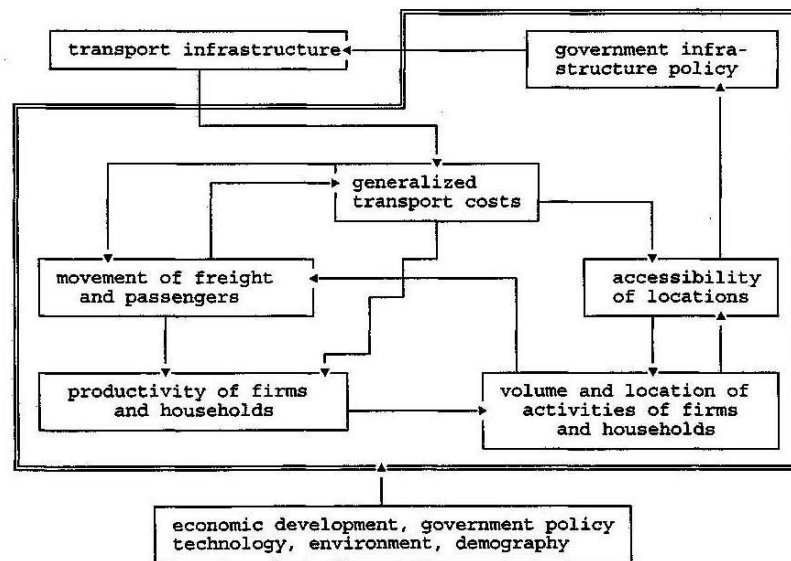 transport infrastructure
government infra-
structure policy
generalized
transport costs
movement of freight
and passengers
accessibility
of locations
productivity of firms
and households
volume and location of
activities of firms
and households
economic development, government policy
technology, environment, demography